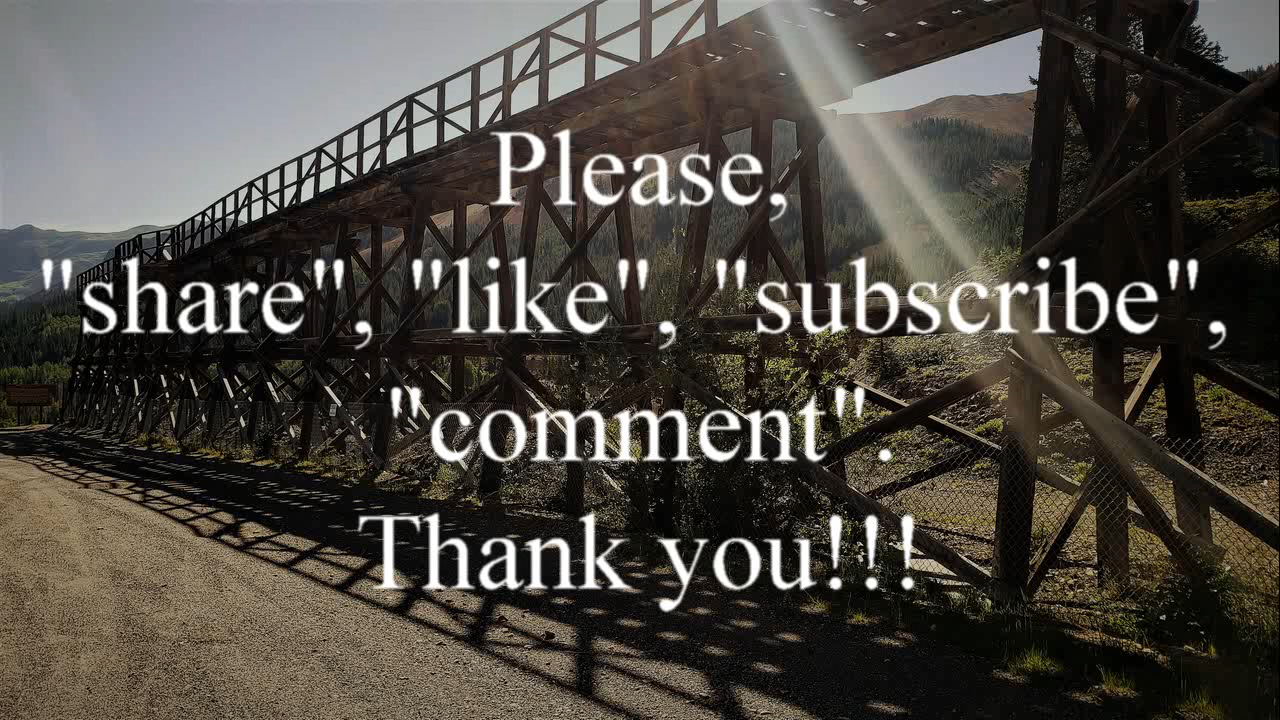 Please,
"share", "like", "subscribe",
"comment".
Thank you!!!